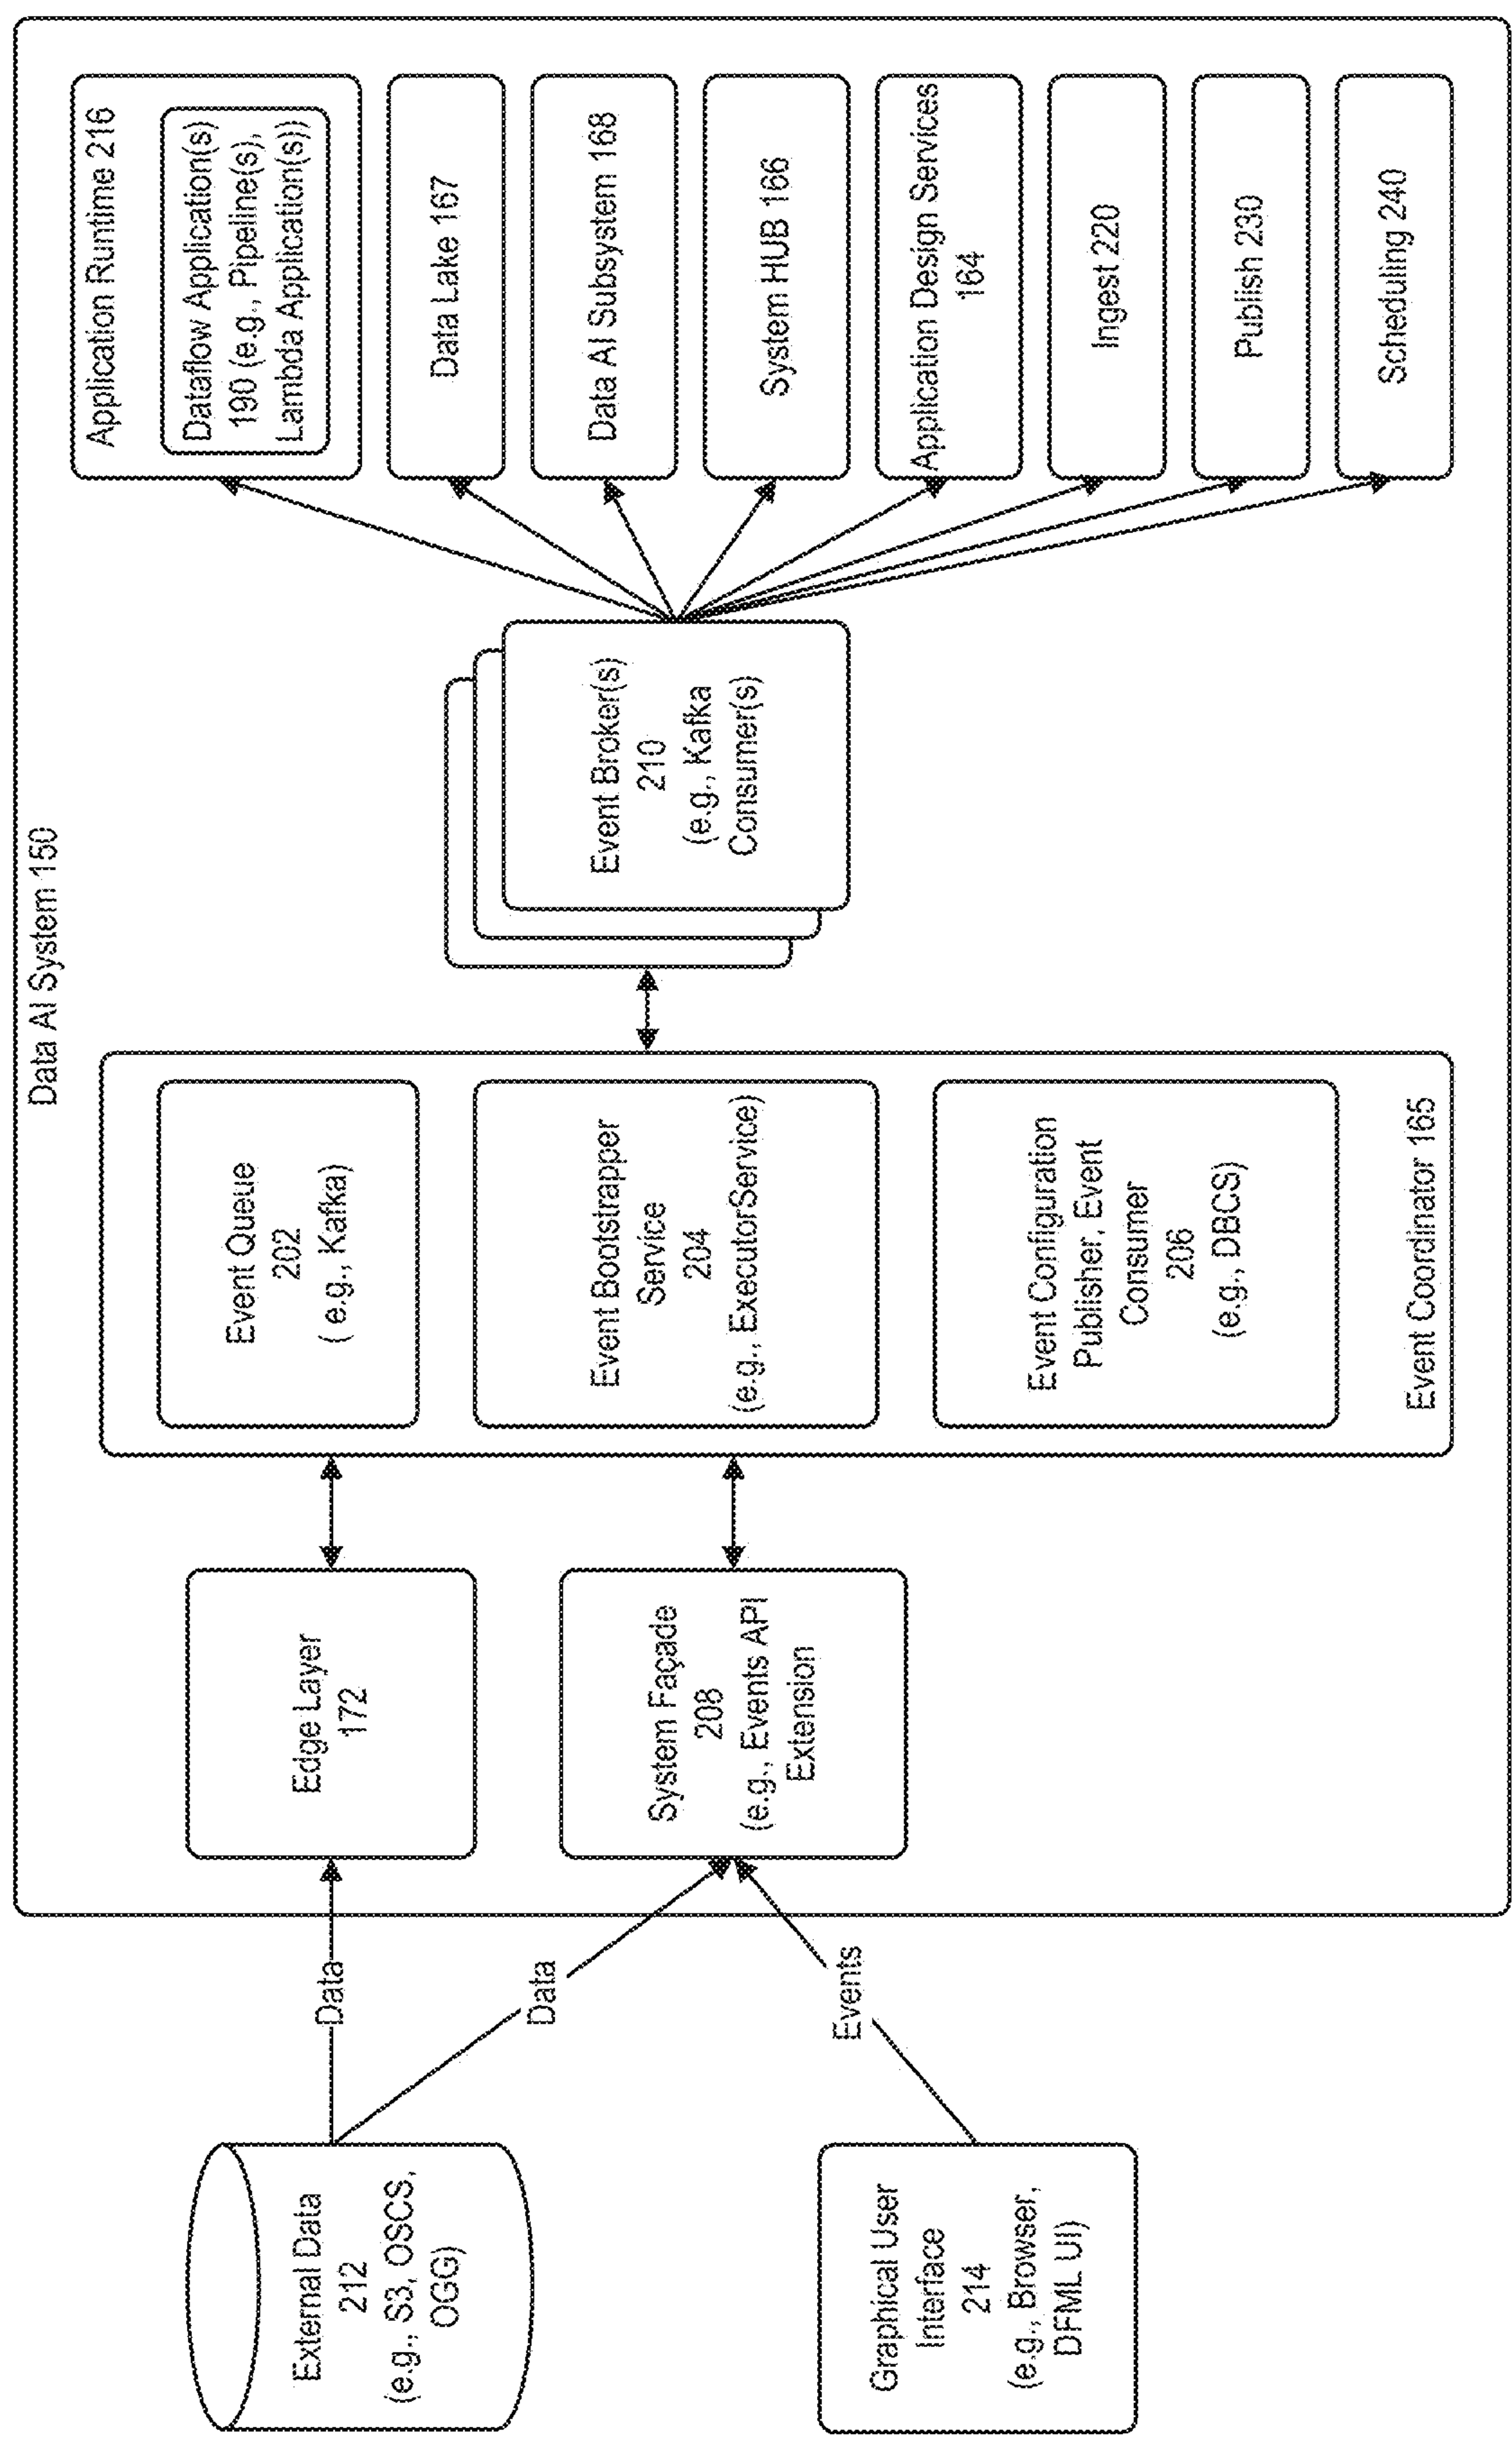 Data AI System 150
External Data
212
(e.g., S3, OSCS,
OGG)
Graphical User
Interface
214
(e.g., Browser,
DFML UI)
Data
Data
Events
Edge Layer
172
System Façade
208
(e.g., Events API
Extension
Event Queue
202
( e.g., Kafka)
Event Bootstrapper
Service
204
(e.g., ExecutorService)
Event Configuration
Publisher, Event
Consumer
206
(e.g., DBCS)
Event Coordinator 165
Event Broker(s)
210
(e.g., Kafka
Consumer(s)
Application Runtime 216
Dataflow Application(s)
190 (e.g., Pipeline(s),
Lambda Application(s))
Data Lake 167
Data AI Subsystem 168
System HUB 166
Application Design Services
164
Ingest 220
Publish 230
Scheduling 240